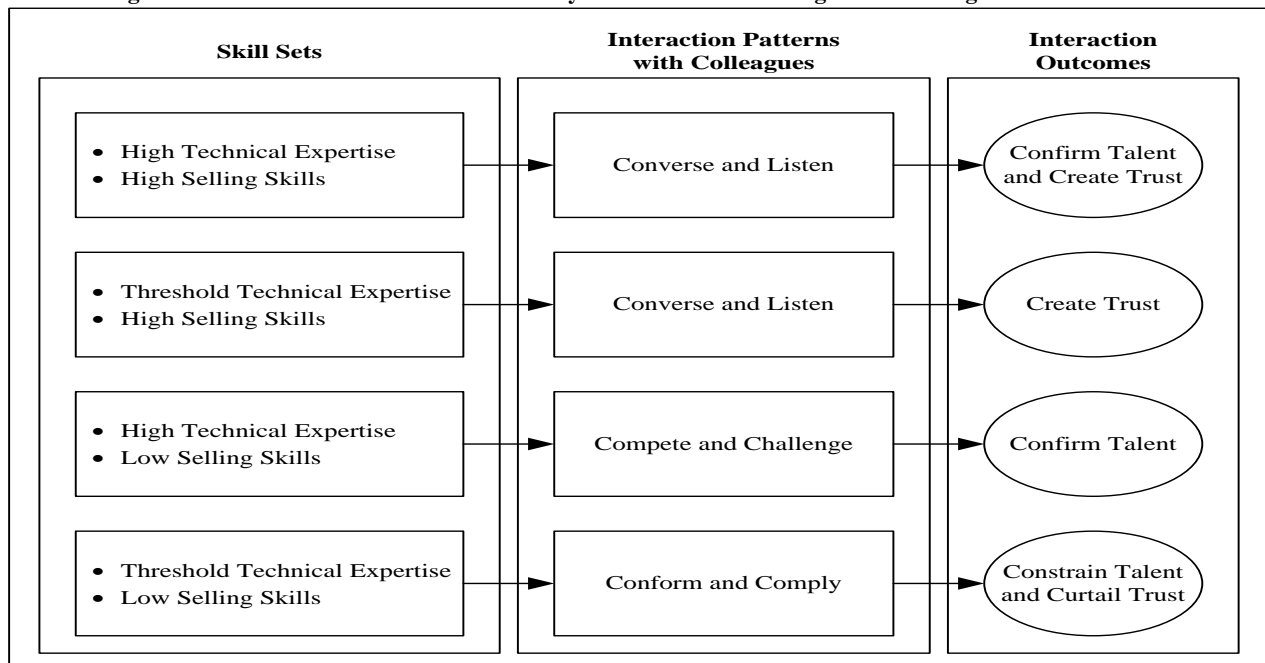 Skill Sets
Interaction Patterns
with Colleagues
Interaction
Outcomes
• High Technical Expertise
• High Selling Skills
Converse and Listen
Confirm Talent
and Create Trust
• Threshold Technical Expertise
• High Selling Skills
Converse and Listen
Create Trust
• High Technical Expertise
• Low Selling Skills
Compete and Challenge
Confirm Talent
• Threshold Technical Expertise
• Low Selling Skills
Conform and Comply
Constrain Talent
and Curtail Trust